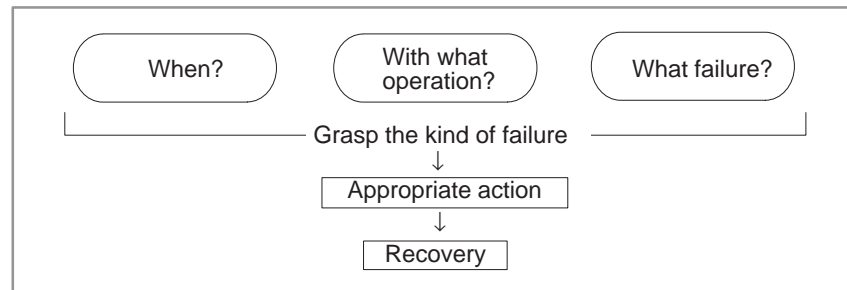 When?
With what
operation?
What failure?
Grasp the kind of failure
Appropriate action
Recovery